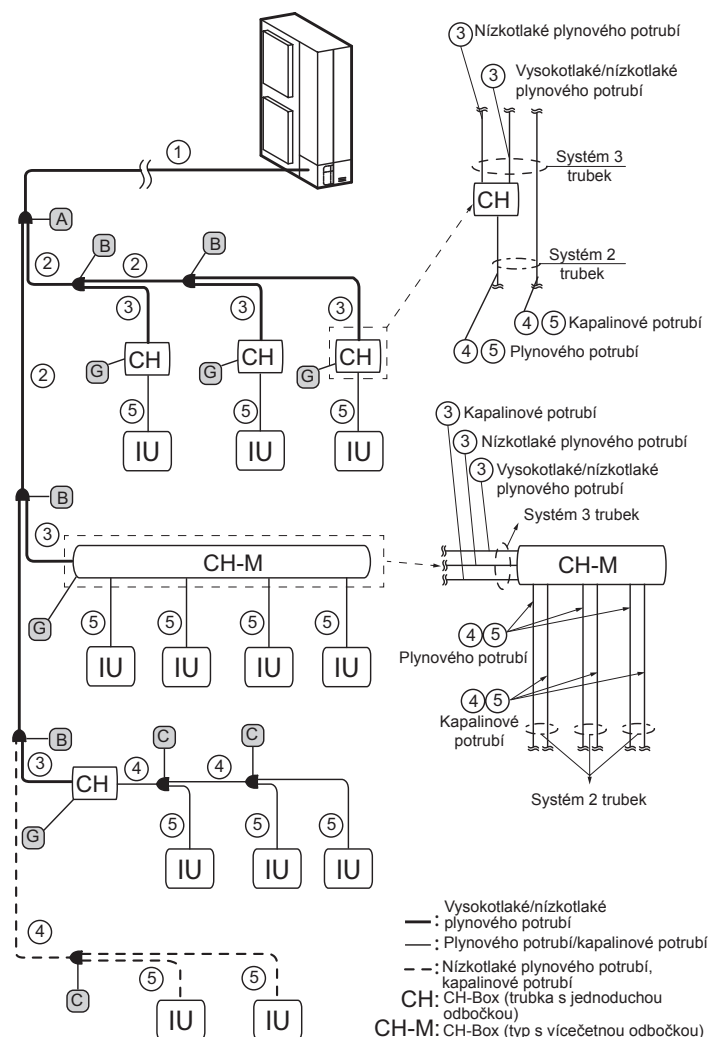 1
A
2
B
2
B
3
3
3
2
CH
CH
CH
G
G
G
5
5
5
IU
IU
IU
B
3
CH-M
G
5
5
5
5
IU
IU
IU
IU
B
3
CH
G
4
C
4
C
5
5
5
IU
IU
IU
4
C
5
5
IU
IU
3 Nízkotlaké plynového potrubí
3 Vysokotlaké/nízkotlaké
plynového potrubí
Systém 3
trubek
CH
Systém 2
trubek
4 5 Kapalinové potrubí
4 5 Plynového potrubí
3 Kapalinové potrubí
3 Nízkotlaké plynového potrubí
3 Vysokotlaké/nízkotlaké
plynového potrubí
Systém 3 trubek
CH-M
4 5
Plynového potrubí
4 5
Kapalinové
potrubí
Systém 2 trubek
: Vysokotlaké/nízkotlaké
plynového potrubí
: Plynového potrubí/kapalinové potrubí
: Nízkotlaké plynového potrubí,
kapalinové potrubí
CH: CH-Box (trubka s jednoduchou
odbočkou)
CH-M: CH-Box (typ s vícečetnou odbočkou)